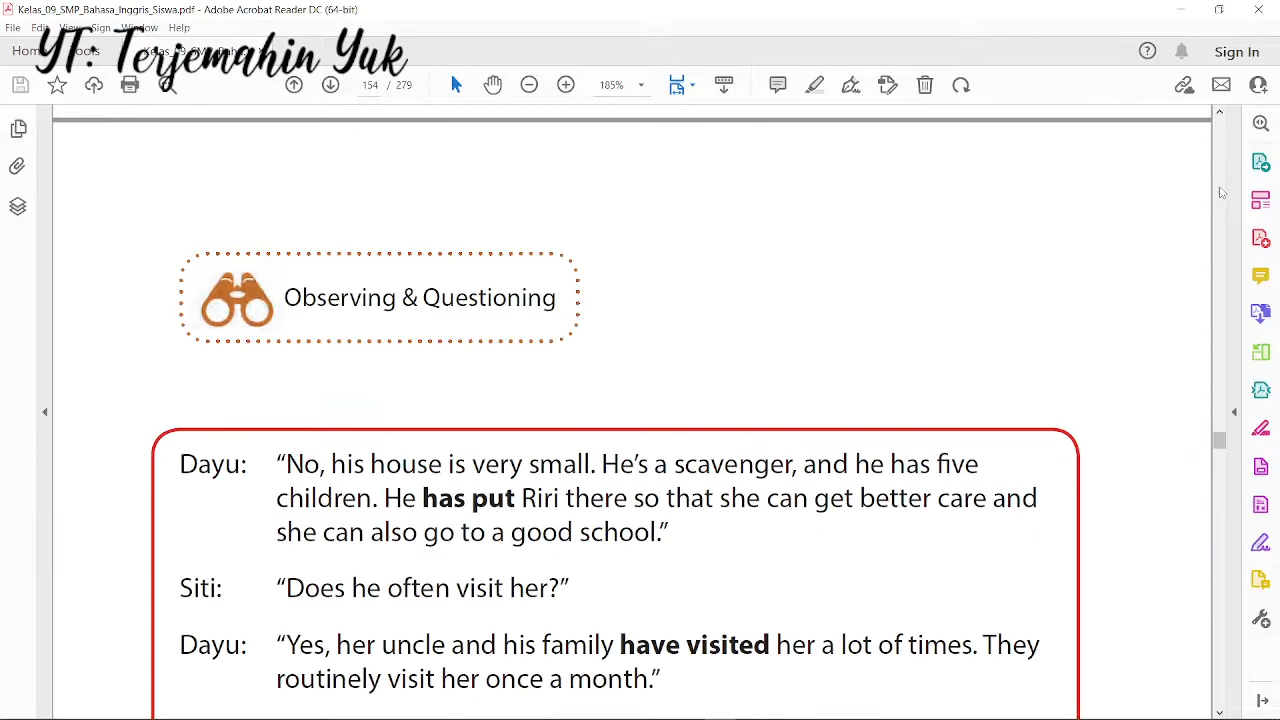 Kelas_09_SMP_Bahasa_Inggris_Siswa.pdf - Adobe Acrobat Reader DC (64-bit)
File Edit View Sign Window Help
YT: Terjemahin Yuk
Home Tools
Sign In
154 / 279
185%
Observing & Questioning
Dayu: “No, his house is very small. He’s a scavenger, and he has five
children. He has put Riri there so that she can get better care and
she can also go to a good school.”
Siti: “Does he often visit her?”
Dayu: “Yes, her uncle and his family have visited her a lot of times. They
routinely visit her once a month.”